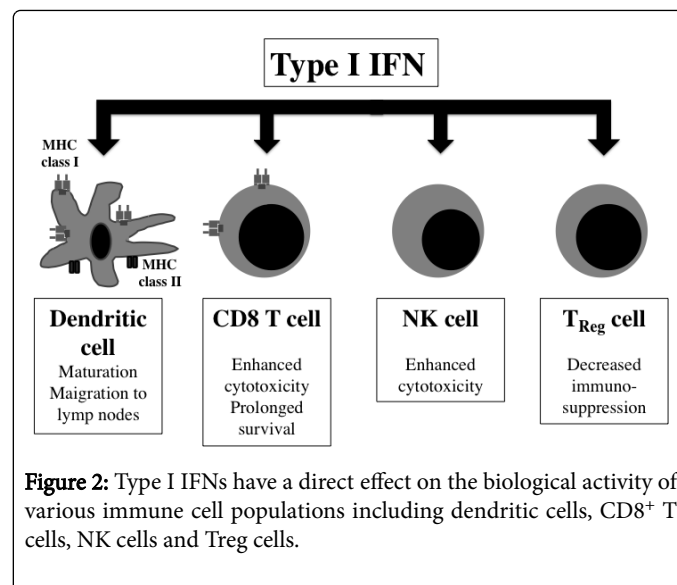 Type I IFN
MHC
class I
MHC
class II
Dendritic
cell
Maturation
Maigration to
lymp nodes
CD8 T cell
Enhanced
cytotoxicity
Prolonged
survival
NK cell
Enhanced
cytotoxicity
TReg cell
Decreased
immuno-
suppression
Figure 2: Type I IFNs have a direct effect on the biological activity of
various immune cell populations including dendritic cells, CD8⁺ T
cells, NK cells and Treg cells.